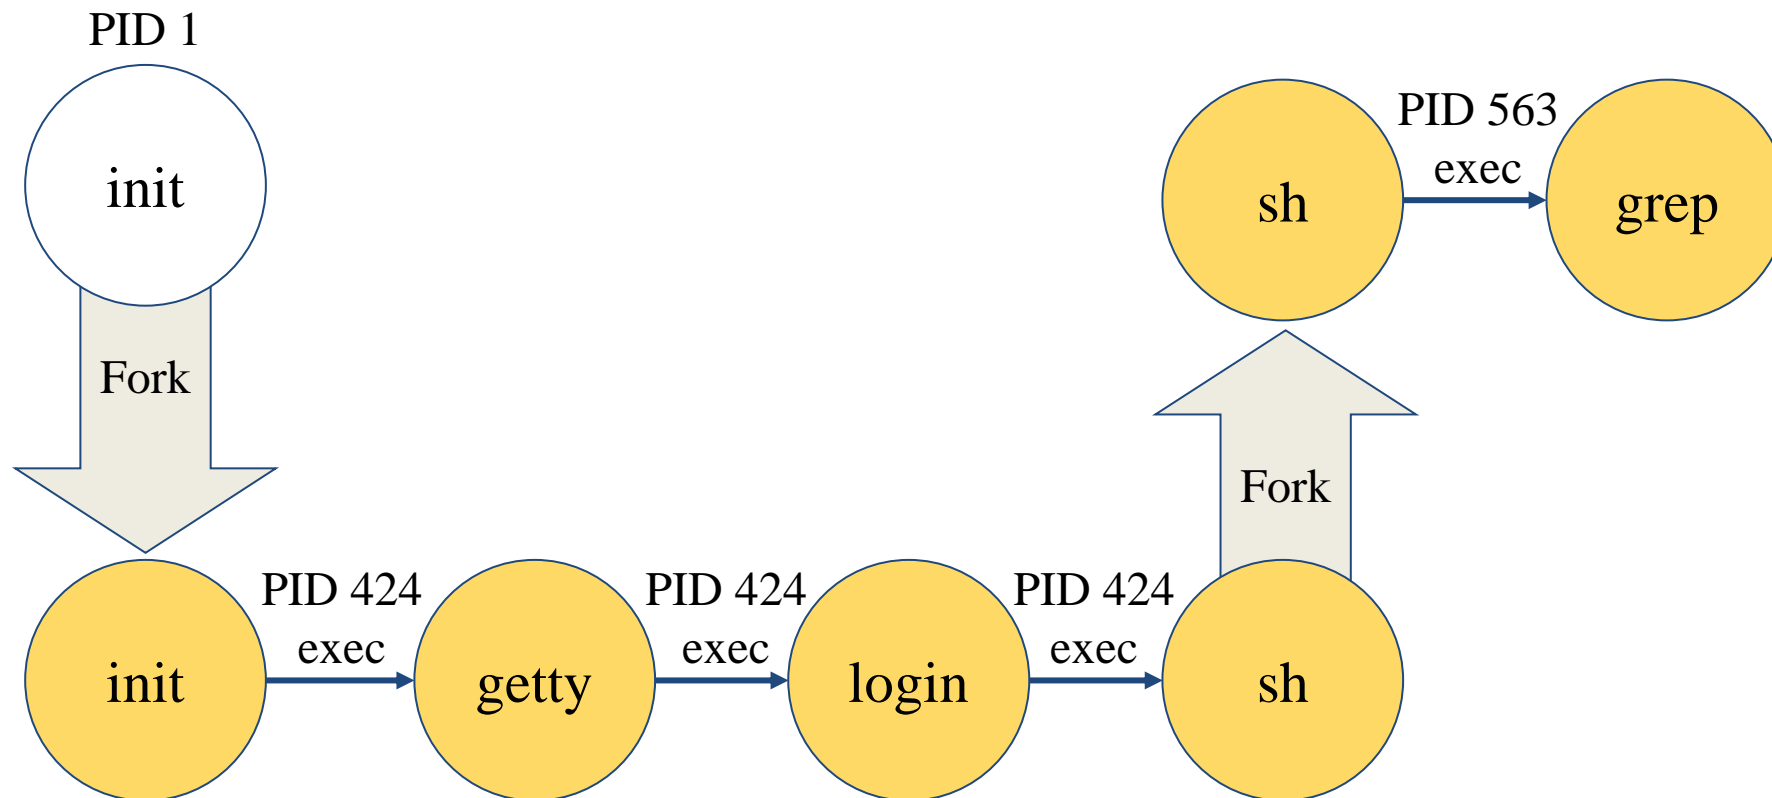 PID 1
init
Fork
init
PID 424
exec
getty
PID 424
exec
login
PID 424
exec
sh
Fork
sh
PID 563
exec
grep